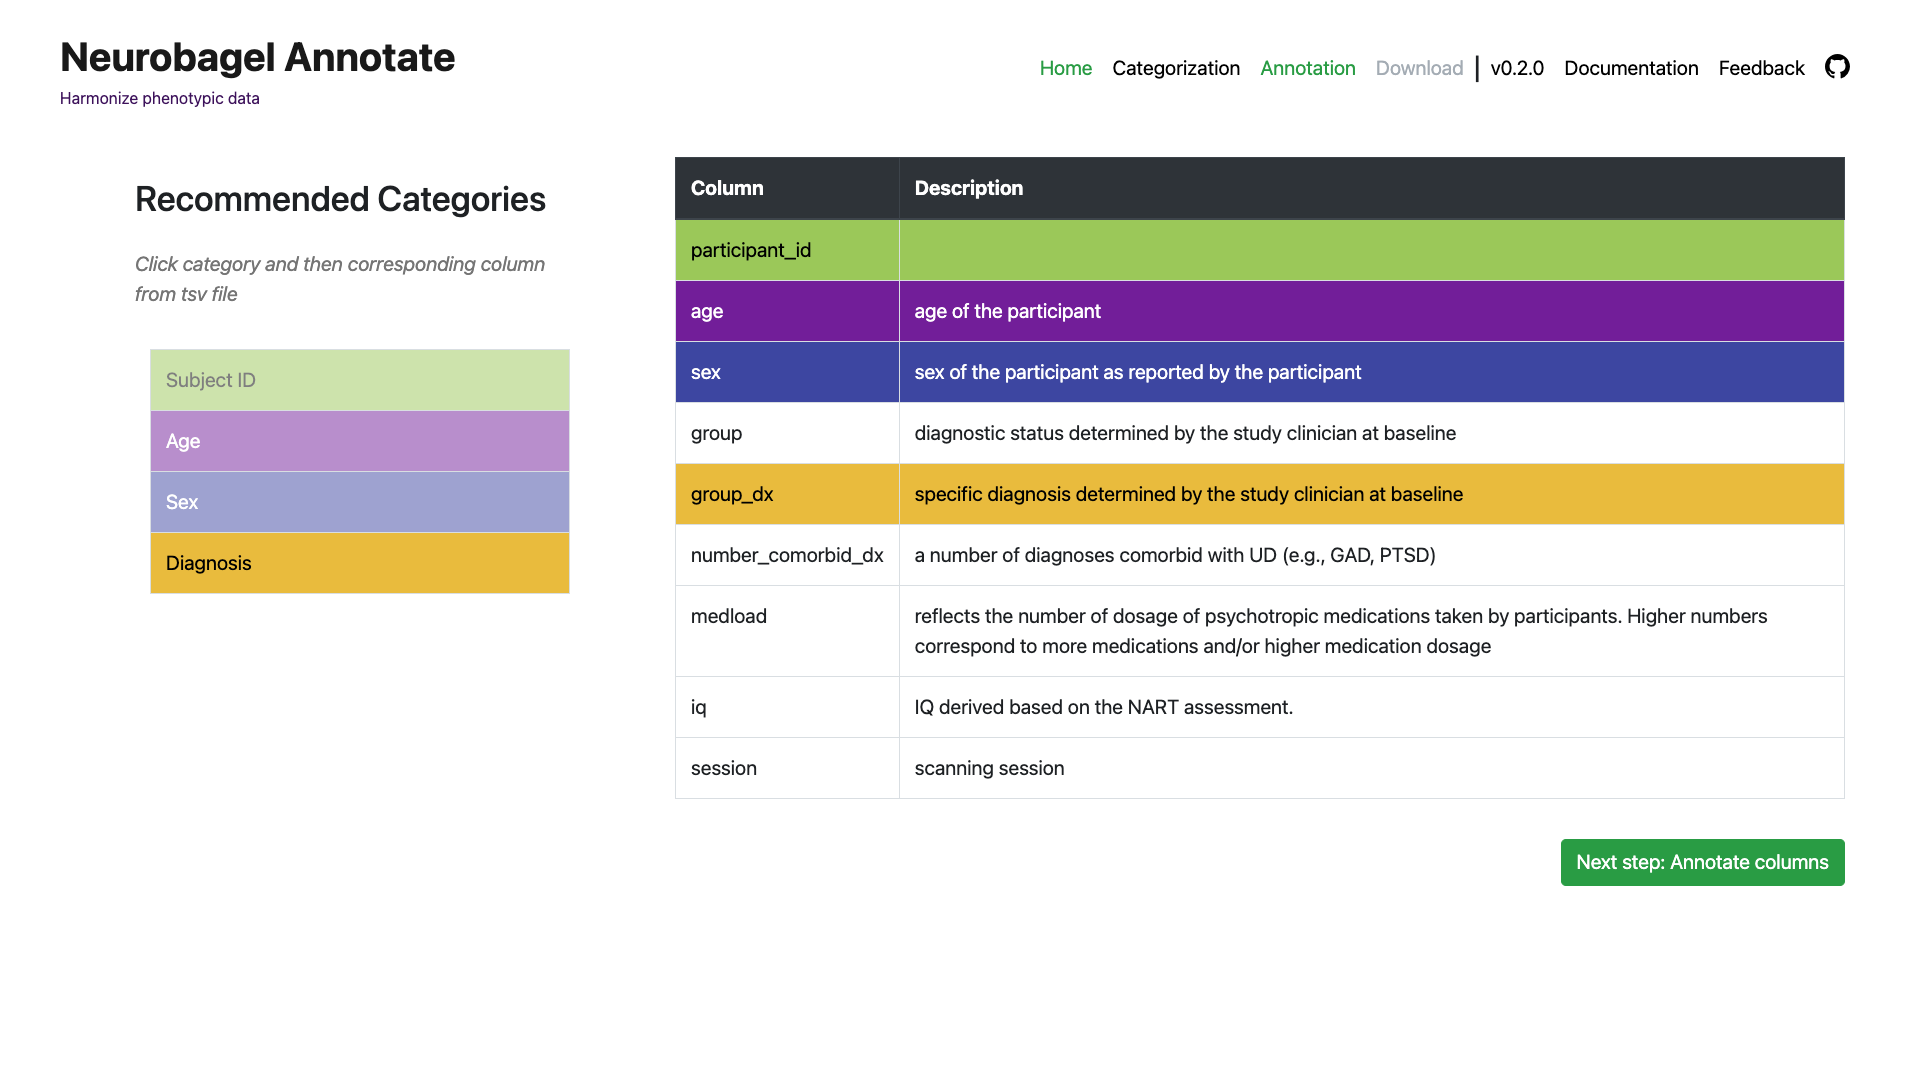 Neurobagel Annotate
Harmonize phenotypic data
Home Categorization Annotation Download | v0.2.0 Documentation Feedback
Recommended Categories
Click category and then corresponding column
from tsv file
Subject ID
Age
Sex
Diagnosis
Column Description
participant_id
age age of the participant
sex sex of the participant as reported by the participant
group diagnostic status determined by the study clinician at baseline
group_dx specific diagnosis determined by the study clinician at baseline
number_comorbid_dx a number of diagnoses comorbid with UD (e.g., GAD, PTSD)
medload reflects the number of dosage of psychotropic medications taken by participants. Higher numbers
correspond to more medications and/or higher medication dosage
iq IQ derived based on the NART assessment.
session scanning session
Next step: Annotate columns